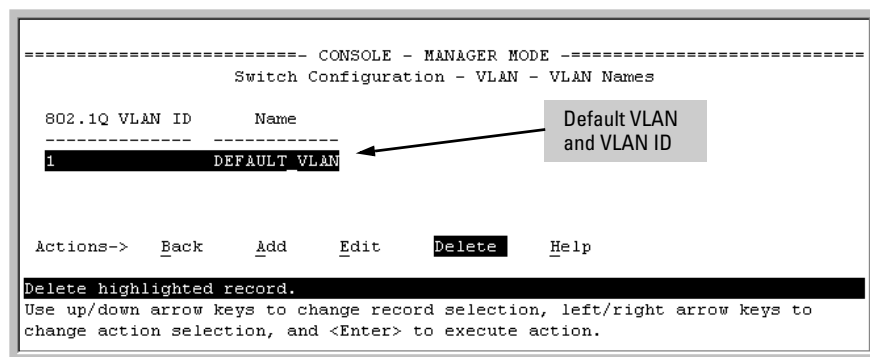 ==========================- CONSOLE - MANAGER MODE -============================
Switch Configuration - VLAN - VLAN Names
802.1Q VLAN ID Name
-------------- ------------
1 DEFAULT_VLAN
Default VLAN
and VLAN ID
Actions-> Back Add Edit Delete Help
Delete highlighted record.
Use up/down arrow keys to change record selection, left/right arrow keys to
change action selection, and <Enter> to execute action.